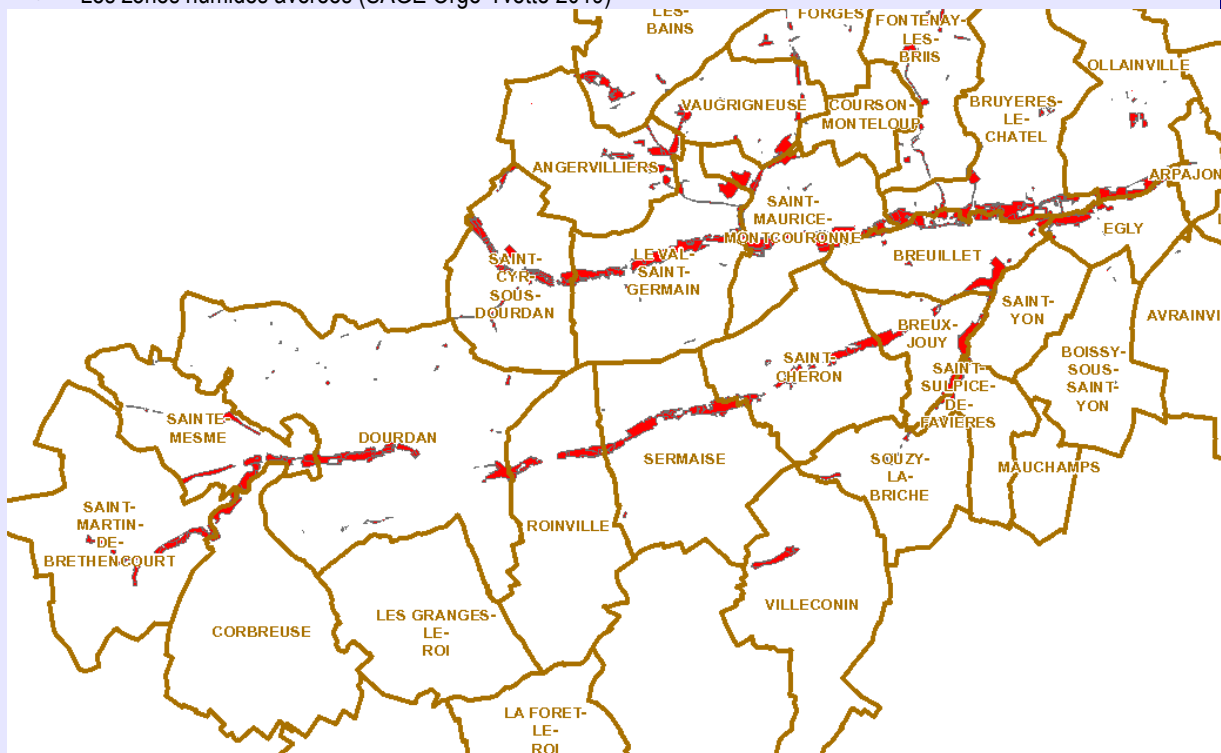 LES-
BAINS
FORGES
FONTENAY-
LES-
BRIIS
OLLAINVILLE
VAUGRIGNEUSE
COURSON-
MONTELOUP
BRUYERES-
LE-
CHATEL
ANGERVILLIERS
ARPAJON
SAINT-
MAURICE-
MONTCOURONNE
EGLY
SAINT-
CYR-
SOUS-
DOURDAN
LE VAL-
SAINT-
GERMAIN
BREUILLET
SAINT-
YON
AVRAINVI
BREUX-
JOUY
SAINT-
CHERON
BOISSY-
SOUS-
SAINT-
YON
SAINT-
SULPICE-
DE-
FAVIERES
SAINTE-
MESME
DOURDAN
SERMAISE
SOUZY-
LA-
BRICHE
MAUCHAMPS
SAINT-
MARTIN-
DE-
BRETHENCOURT
ROINVILLE
VILLECONIN
LES GRANGES-
LE-
ROI
CORBREUSE
LA FORET-
LE-
ROI